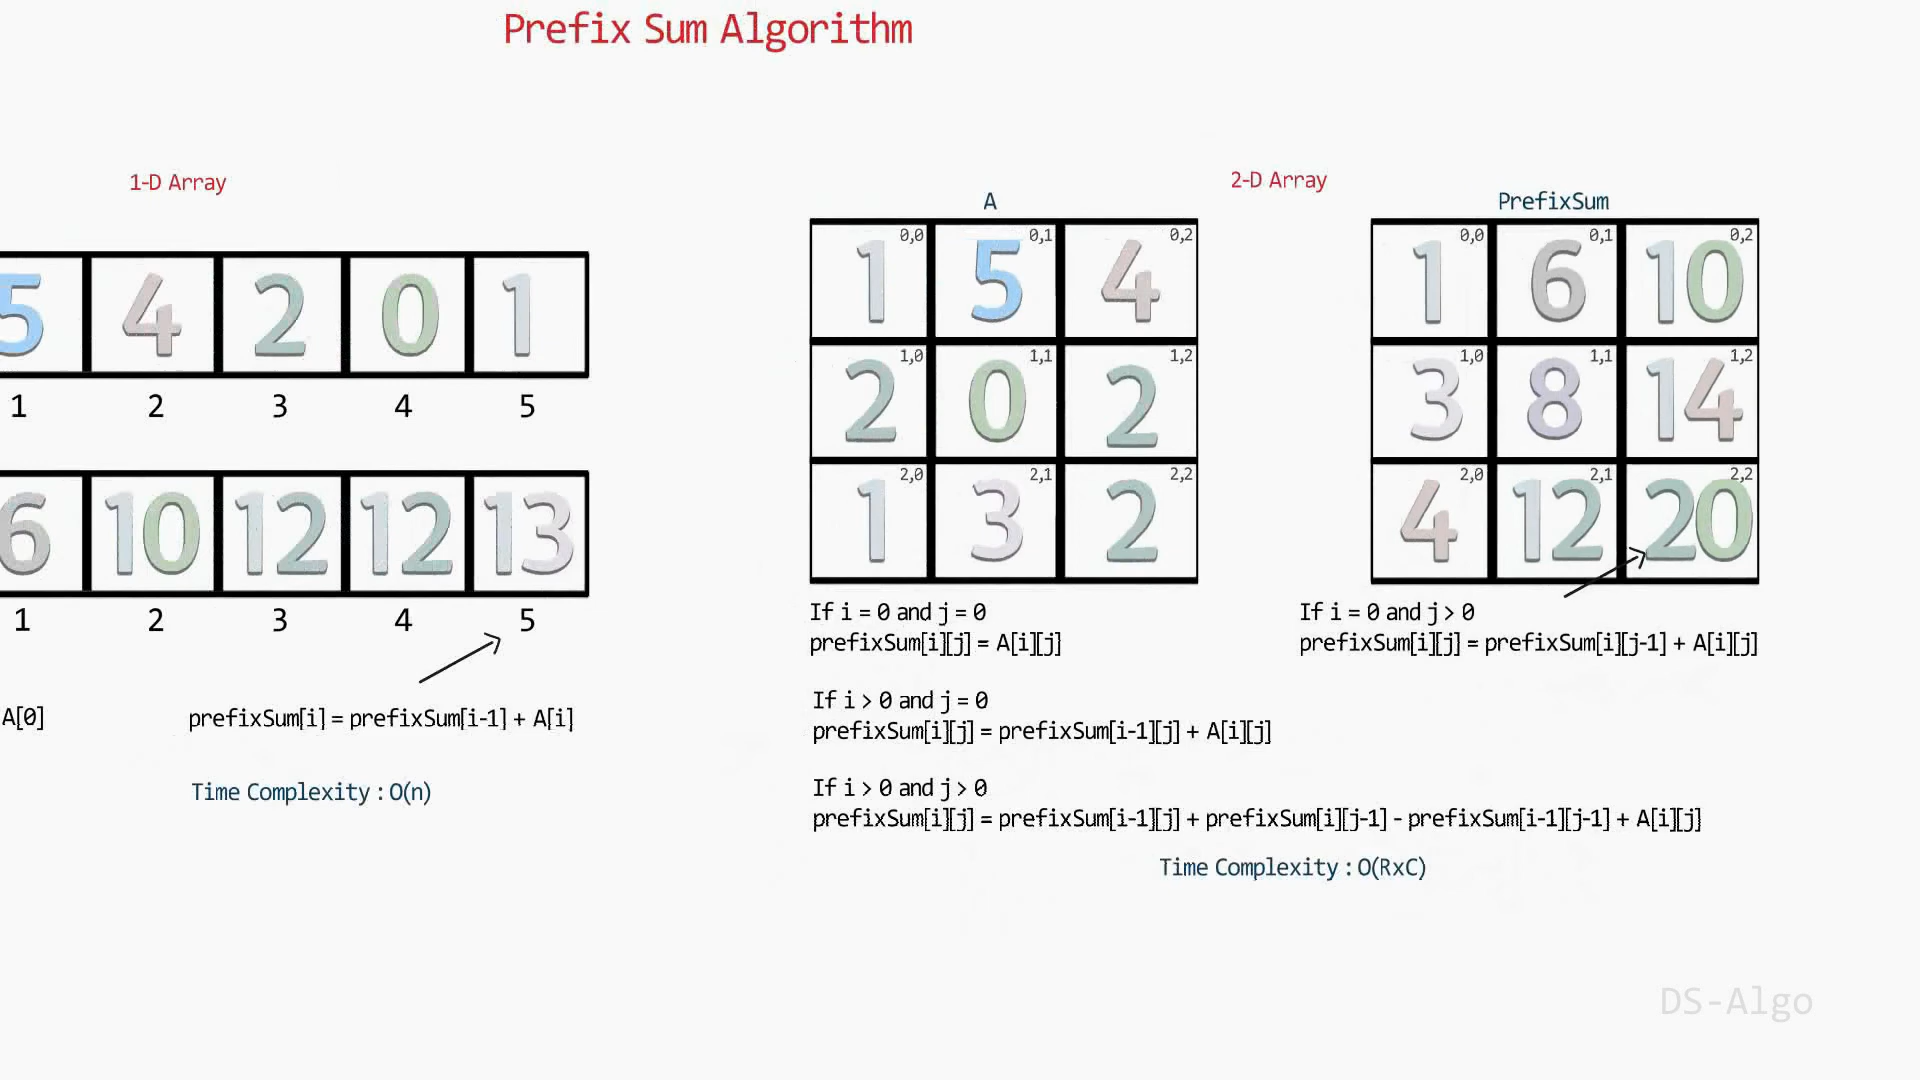 Prefix Sum Algorithm
1-D Array
5 4 2 0 1
1 2 3 4 5
6 10 12 12 13
1 2 3 4 5
A[0]
prefixSum[i] = prefixSum[i-1] + A[i]
Time Complexity : O(n)
2-D Array
A
0,0 0,1 0,2
1 5 4
1,0 1,1 1,2
2 0 2
2,0 2,1 2,2
1 3 2
PrefixSum
0,0 0,1 0,2
1 6 10
1,0 1,1 1,2
3 8 14
2,0 2,1 2,2
4 12 20
If i = 0 and j = 0
prefixSum[i][j] = A[i][j]
If i = 0 and j > 0
prefixSum[i][j] = prefixSum[i][j-1] + A[i][j]
If i > 0 and j = 0
prefixSum[i][j] = prefixSum[i-1][j] + A[i][j]
If i > 0 and j > 0
prefixSum[i][j] = prefixSum[i-1][j] + prefixSum[i][j-1] - prefixSum[i-1][j-1] + A[i][j]
Time Complexity : O(RxC)
DS-Algo